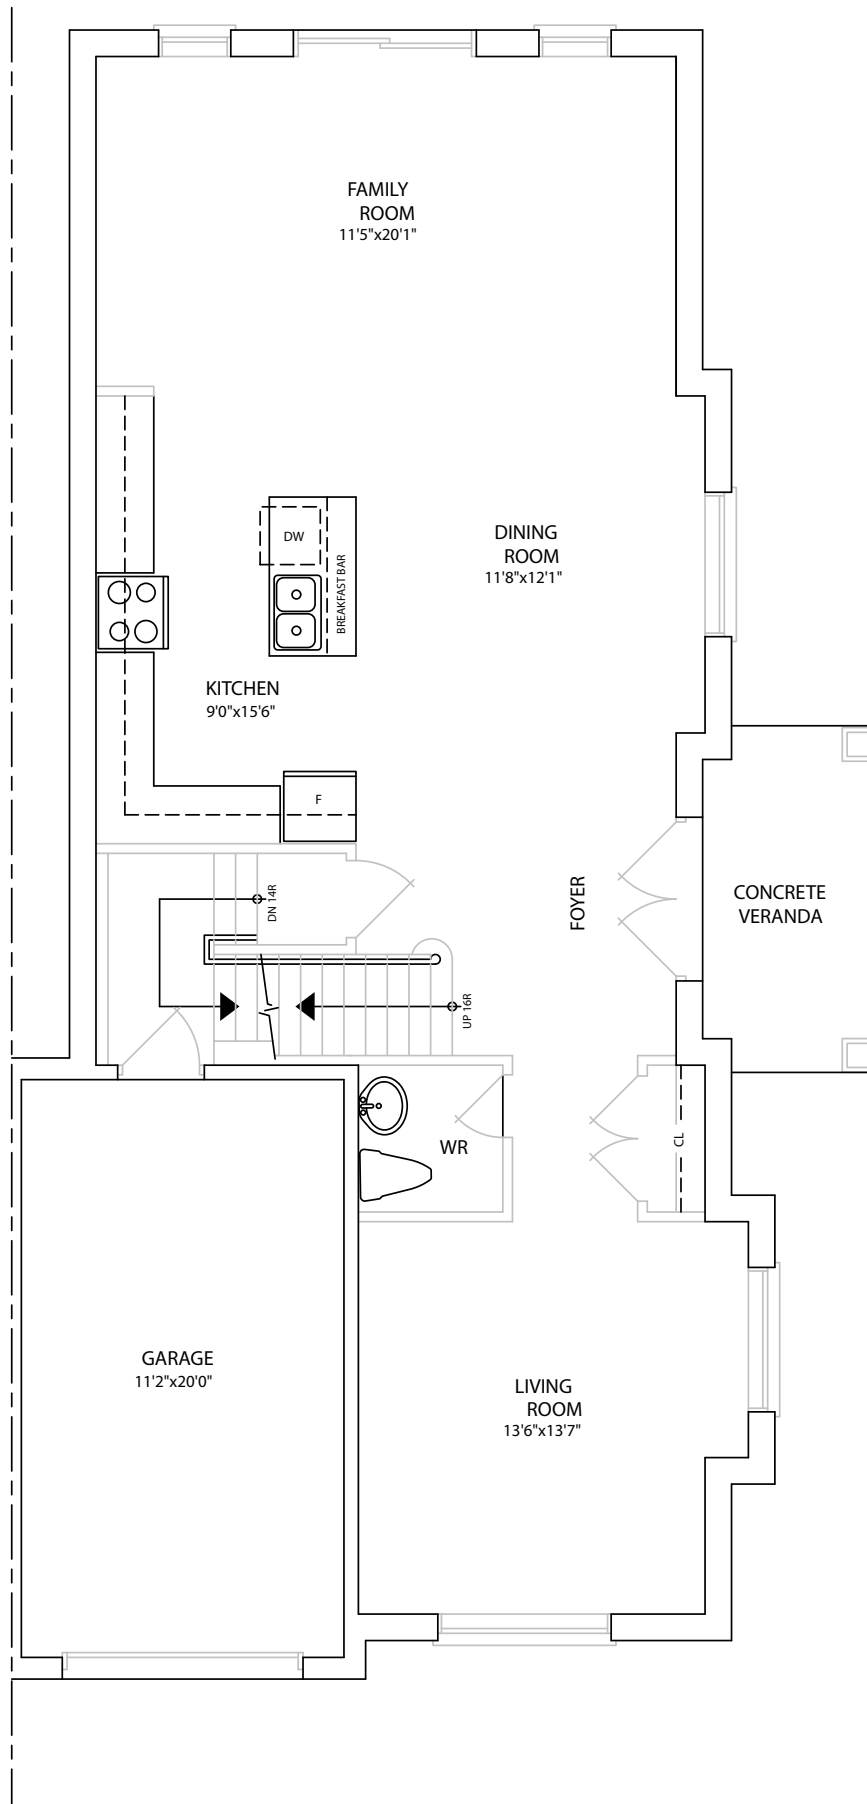 FAMILY
ROOM
11'5"x20'1"
DW
BREAKFAST BAR
DINING
ROOM
11'8"x12'1"
KITCHEN
9'0"x15'6"
F
DN 14R
FOYER
CONCRETE
VERANDA
UP 16R
WR
CL
GARAGE
11'2"x20'0"
LIVING
ROOM
13'6"x13'7"